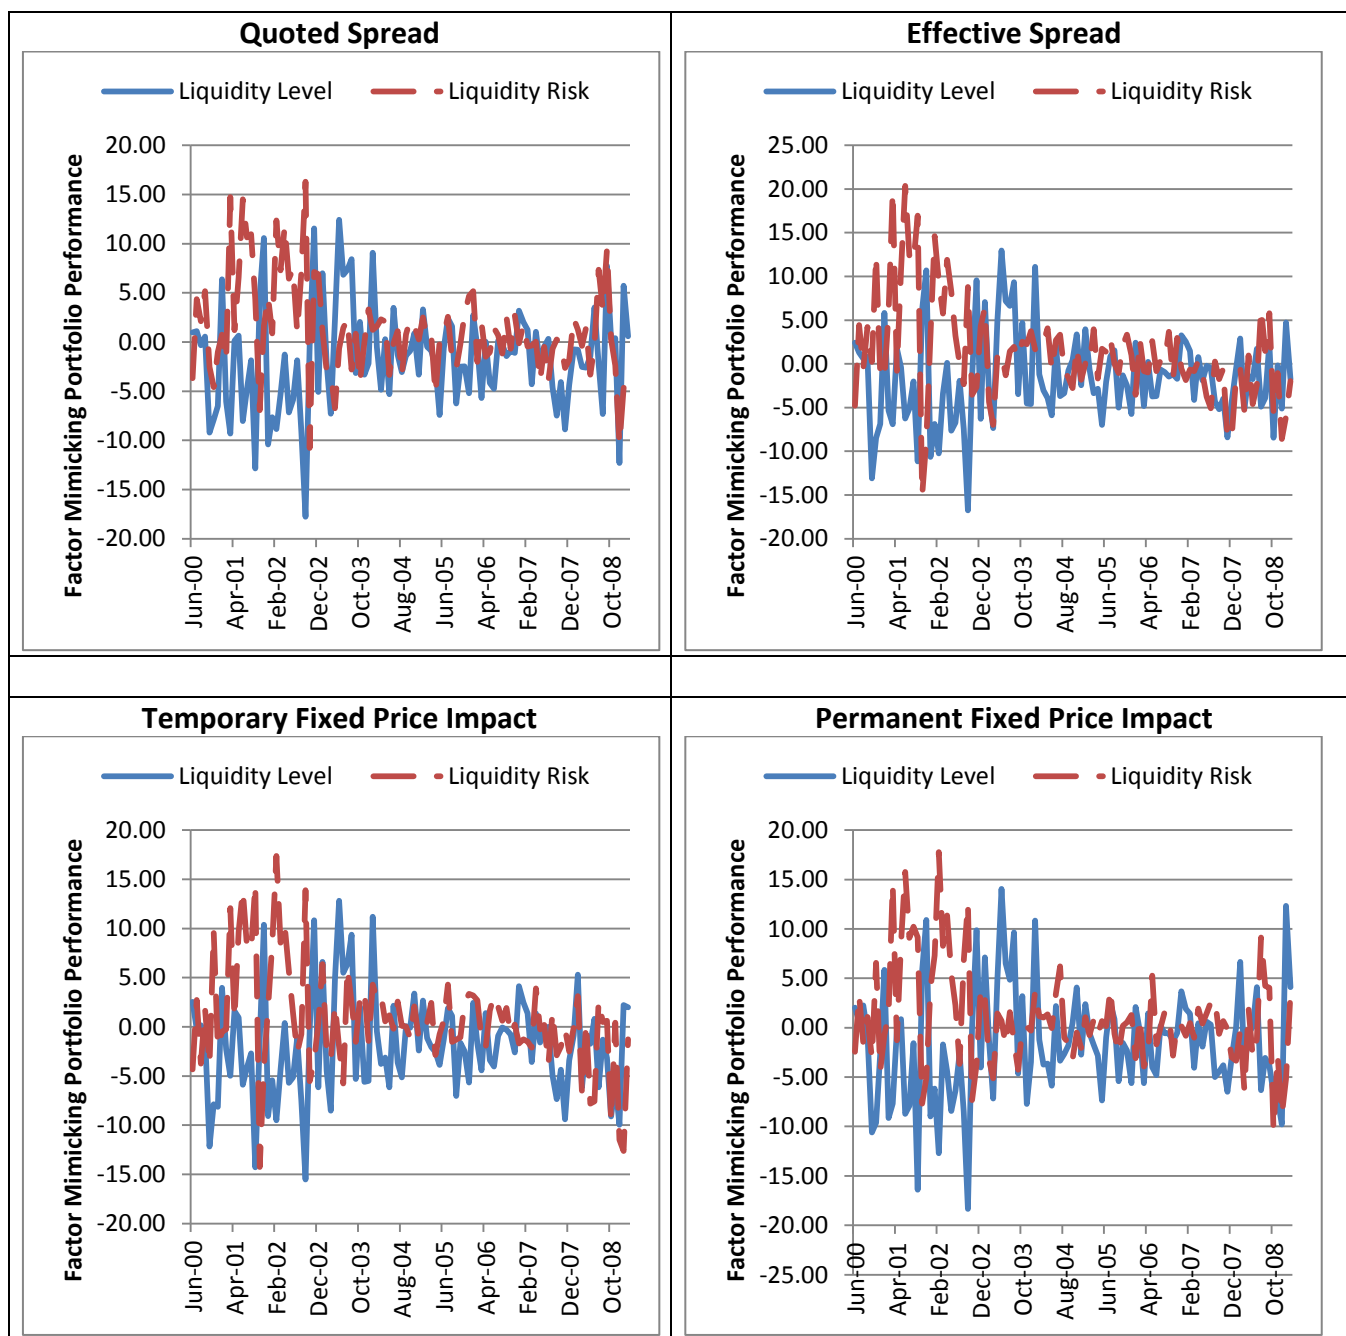 Quoted Spread
Liquidity Level
Liquidity Risk
Factor Mimicking Portfolio Performance
20.00
15.00
10.00
5.00
0.00
-5.00
-10.00
-15.00
-20.00
Jun-00
Apr-01
Feb-02
Dec-02
Oct-03
Aug-04
Jun-05
Apr-06
Feb-07
Dec-07
Oct-08
Effective Spread
Liquidity Level
Liquidity Risk
Factor Mimicking Portfolio Performance
25.00
20.00
15.00
10.00
5.00
0.00
-5.00
-10.00
-15.00
-20.00
Jun-00
Apr-01
Feb-02
Dec-02
Oct-03
Aug-04
Jun-05
Apr-06
Feb-07
Dec-07
Oct-08
Temporary Fixed Price Impact
Liquidity Level
Liquidity Risk
Factor Mimicking Portfolio Performance
20.00
15.00
10.00
5.00
0.00
-5.00
-10.00
-15.00
-20.00
Jun-00
Apr-01
Feb-02
Dec-02
Oct-03
Aug-04
Jun-05
Apr-06
Feb-07
Dec-07
Oct-08
Permanent Fixed Price Impact
Liquidity Level
Liquidity Risk
Factor Mimicking Portfolio Performance
20.00
15.00
10.00
5.00
0.00
-5.00
-10.00
-15.00
-20.00
-25.00
Jun-00
Apr-01
Feb-02
Dec-02
Oct-03
Aug-04
Jun-05
Apr-06
Feb-07
Dec-07
Oct-08